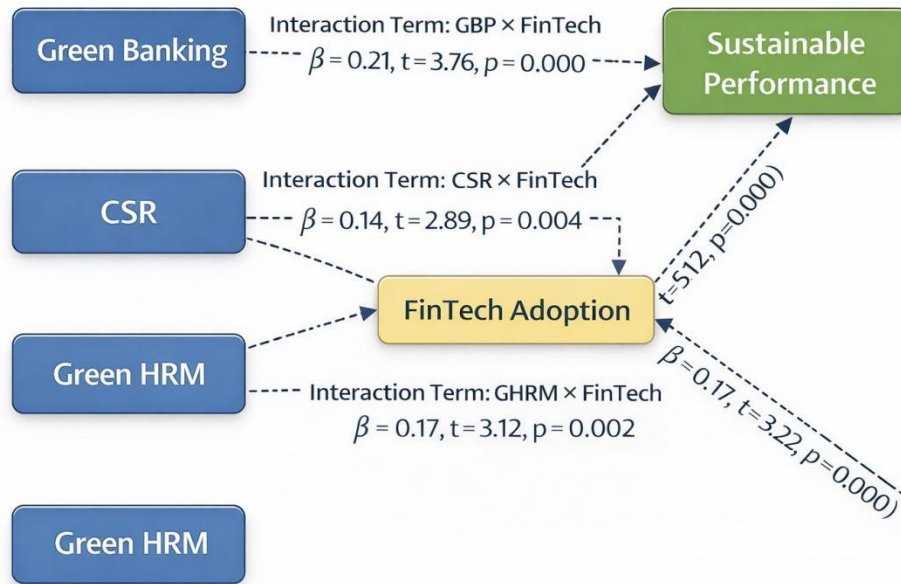 Green Banking
Interaction Term: GBP × FinTech
β = 0.21, t = 3.76, p = 0.000
Sustainable
Performance
CSR
Interaction Term: CSR × FinTech
β = 0.14, t = 2.89, p = 0.004
t=512, p=0.000)
FinTech Adoption
Green HRM
Interaction Term: GHRM × FinTech
β = 0.17, t = 3.12, p = 0.002
β = 0.17, t = 3.22, p = 0.000)
Green HRM